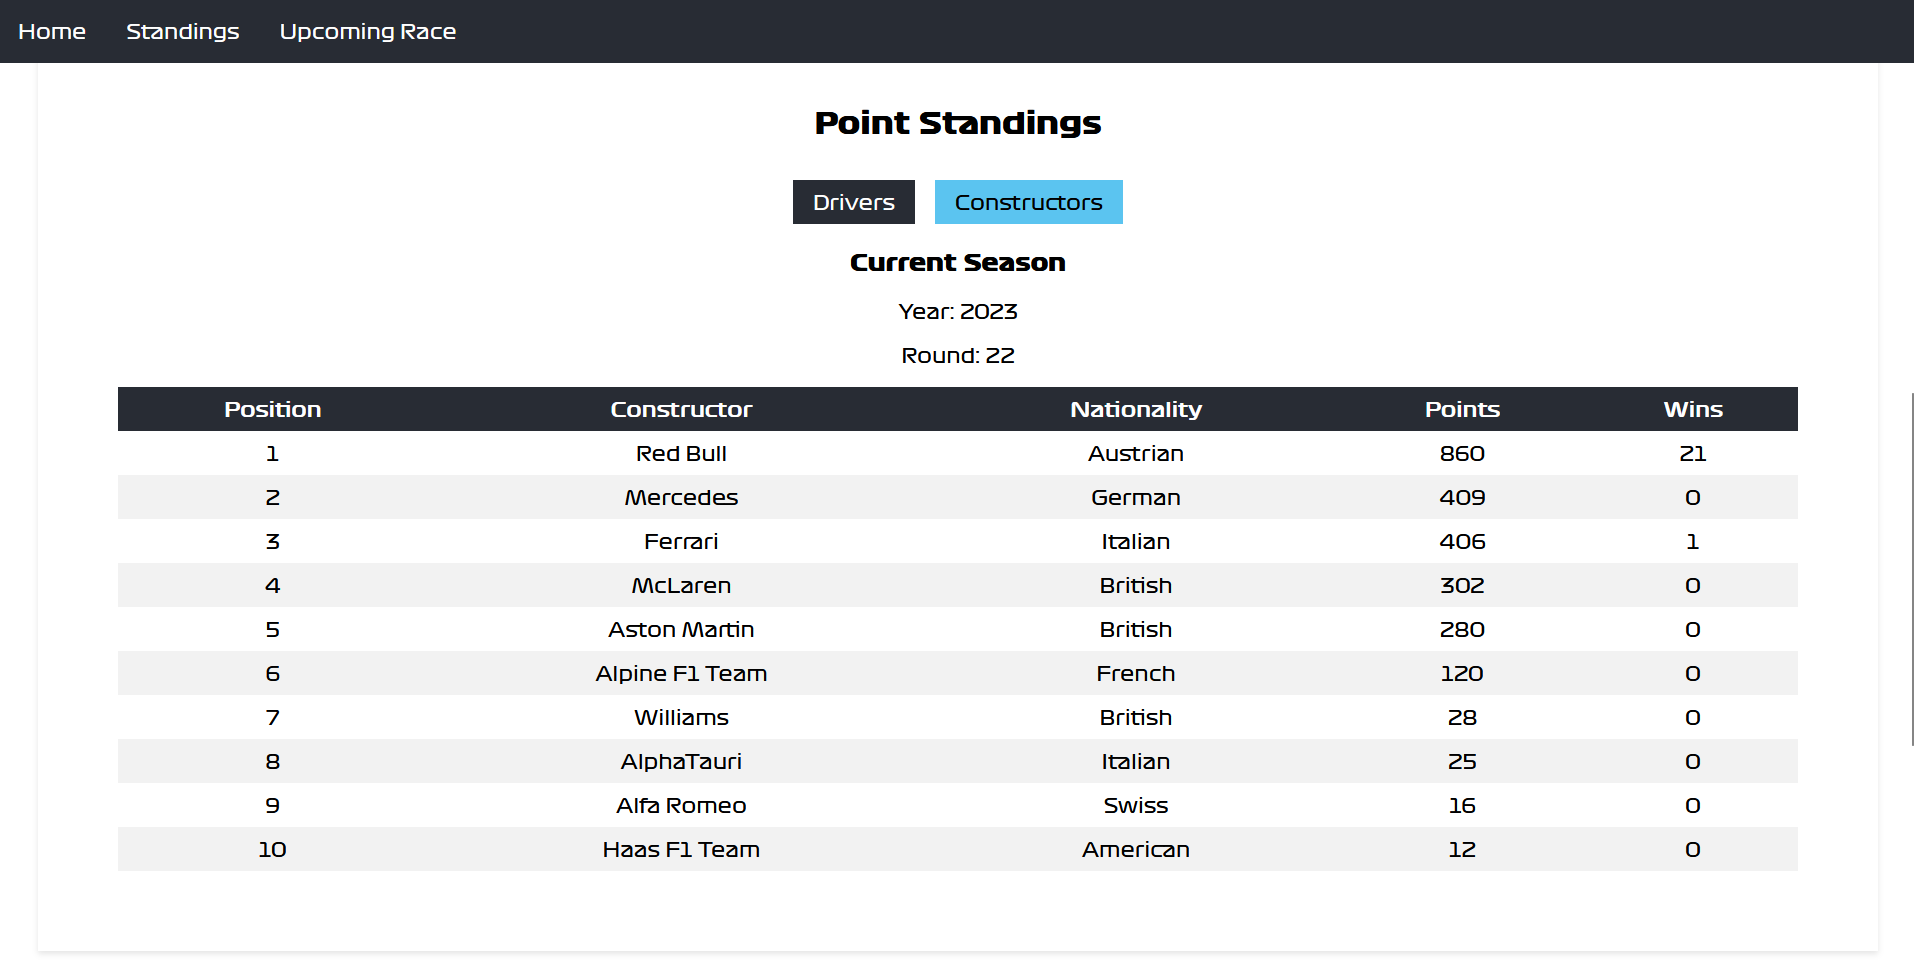 Home Standings Upcoming Race
Point Standings
Drivers Constructors
Current Season
Year: 2023
Round: 22
Position Constructor Nationality Points Wins
1 Red Bull Austrian 860 21
2 Mercedes German 409 0
3 Ferrari Italian 406 1
4 McLaren British 302 0
5 Aston Martin British 280 0
6 Alpine F1 Team French 120 0
7 Williams British 28 0
8 AlphaTauri Italian 25 0
9 Alfa Romeo Swiss 16 0
10 Haas F1 Team American 12 0